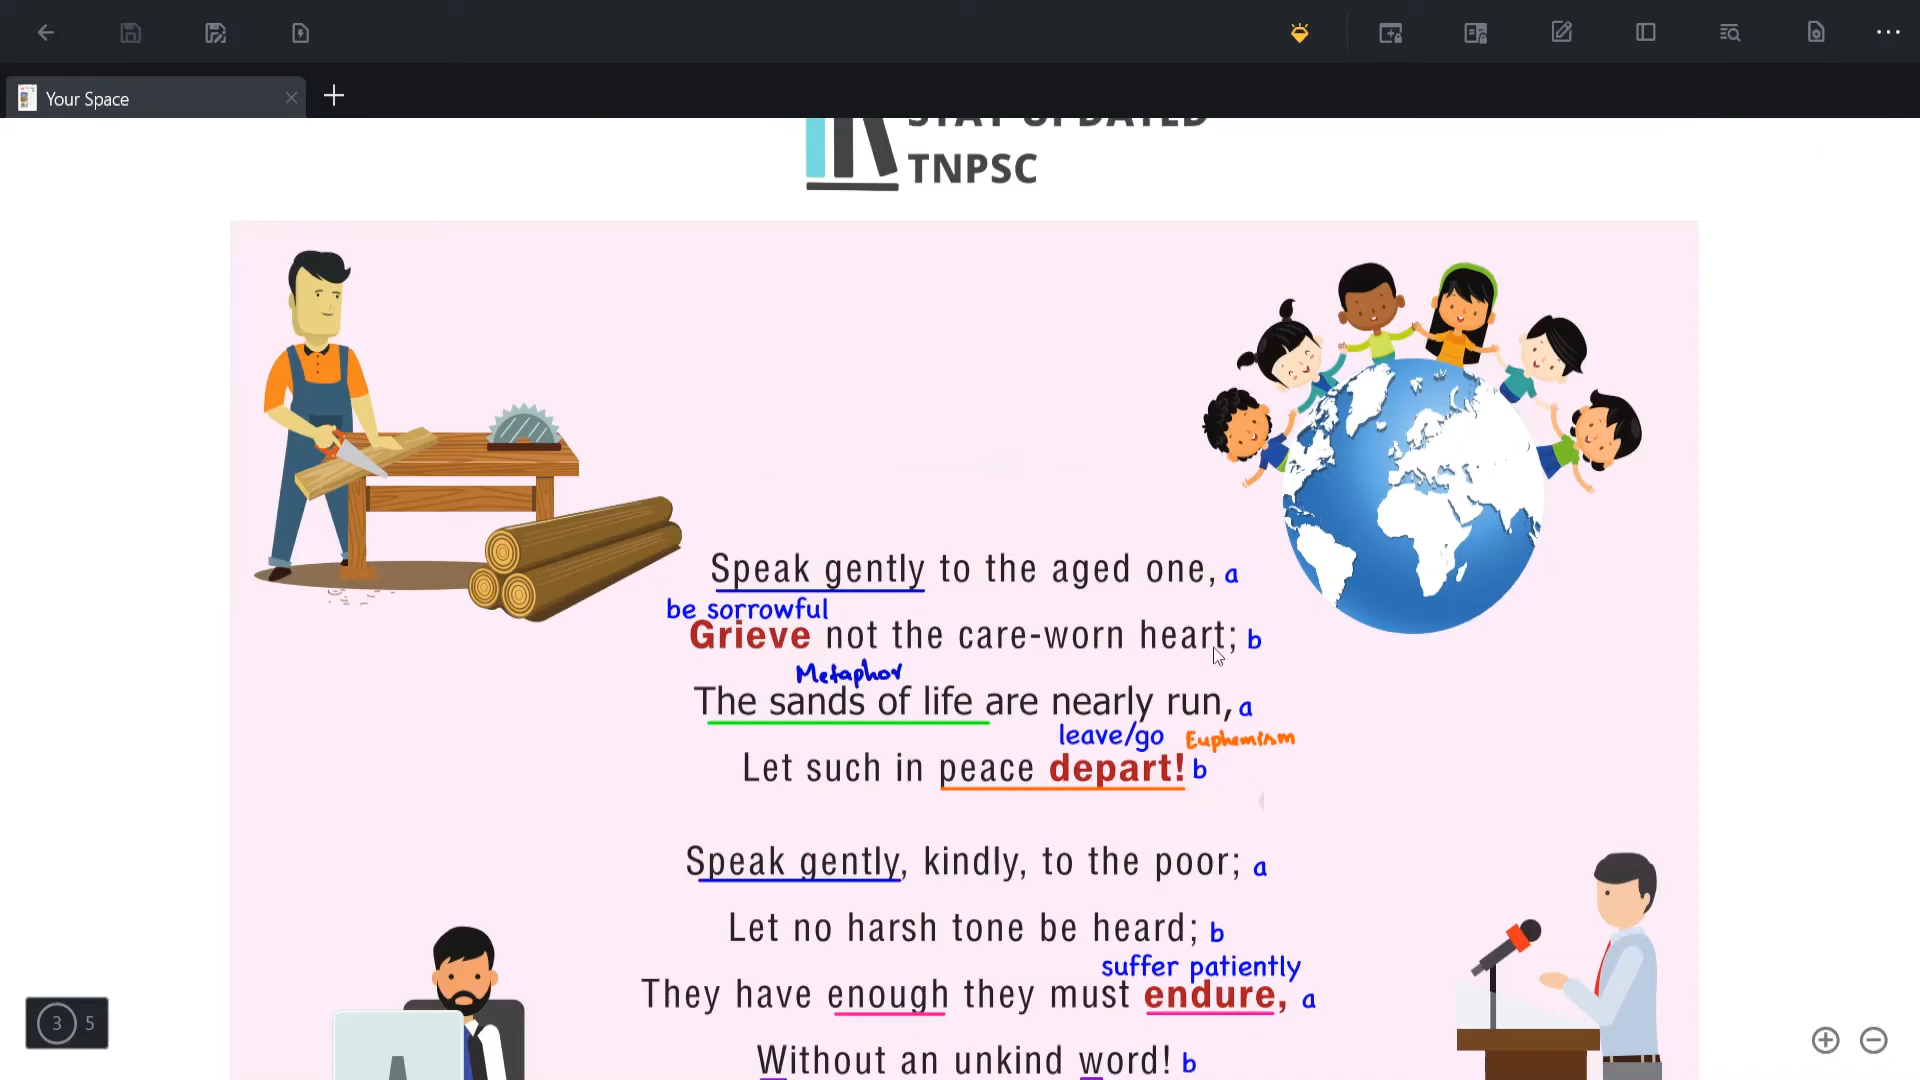 Your Space
STAY UPDATED
TNPSC
Speak gently to the aged one, a
be sorrowful
Grieve not the care-worn heart; b
Metaphor
The sands of life are nearly run, a
leave/go Euphemism
Let such in peace depart! b
Speak gently, kindly, to the poor; a
Let no harsh tone be heard; b
suffer patiently
They have enough they must endure, a
Without an unkind word! b
3 5